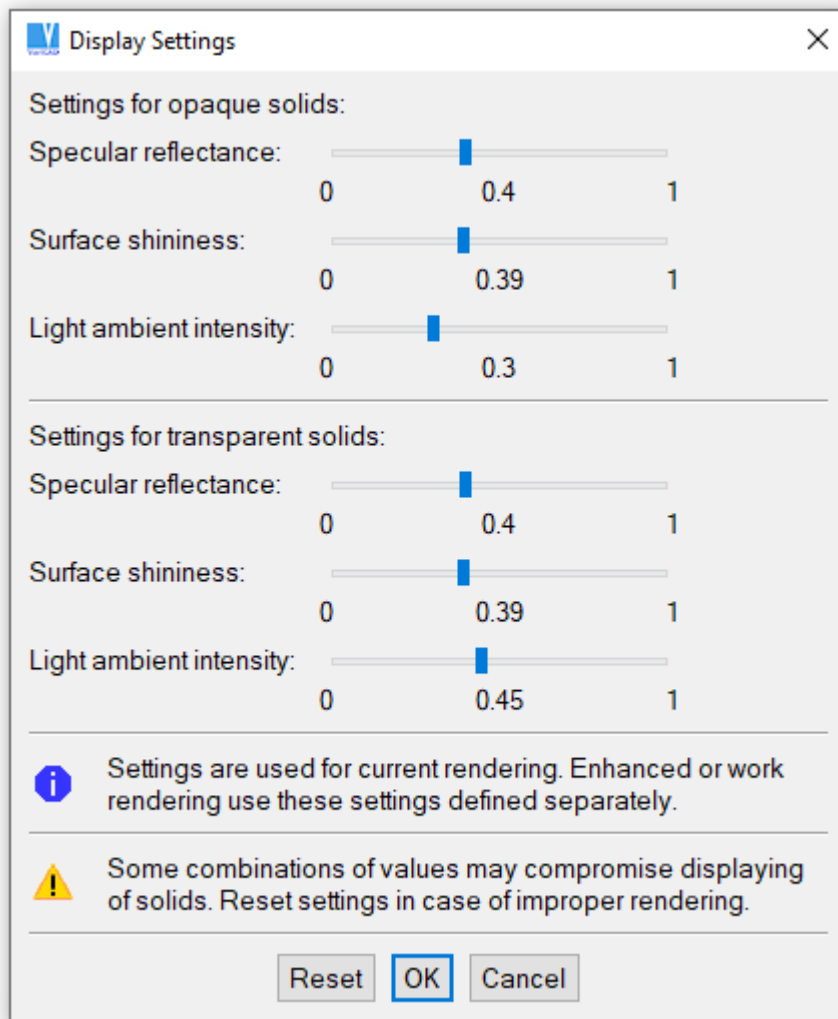 Display Settings
Settings for opaque solids:
Specular reflectance:
0 0.4 1
Surface shininess:
0 0.39 1
Light ambient intensity:
0 0.3 1
Settings for transparent solids:
Specular reflectance:
0 0.4 1
Surface shininess:
0 0.39 1
Light ambient intensity:
0 0.45 1
Settings are used for current rendering. Enhanced or work
rendering use these settings defined separately.
Some combinations of values may compromise displaying
of solids. Reset settings in case of improper rendering.
Reset OK Cancel